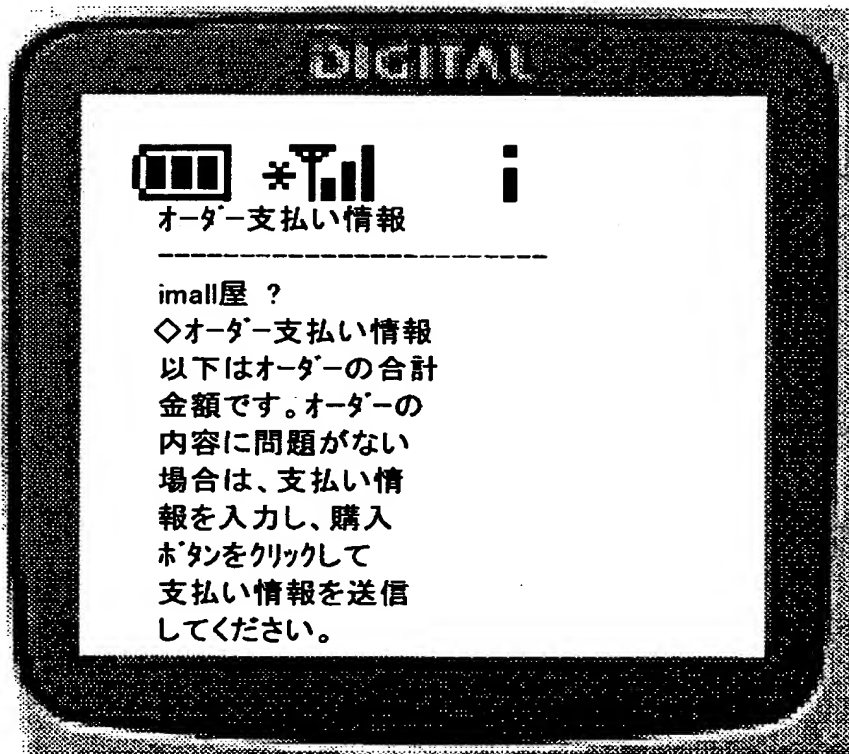 DIGITAL
i
ｵｰﾀﾞｰ支払い情報
------------------------
imall屋 ?
◇ｵｰﾀﾞｰ支払い情報
以下はｵｰﾀﾞｰの合計
金額です。ｵｰﾀﾞｰの
内容に問題がない
場合は、支払い情
報を入力し、購入
ﾎﾞﾀﾝをｸﾘｯｸして
支払い情報を送信
してください。